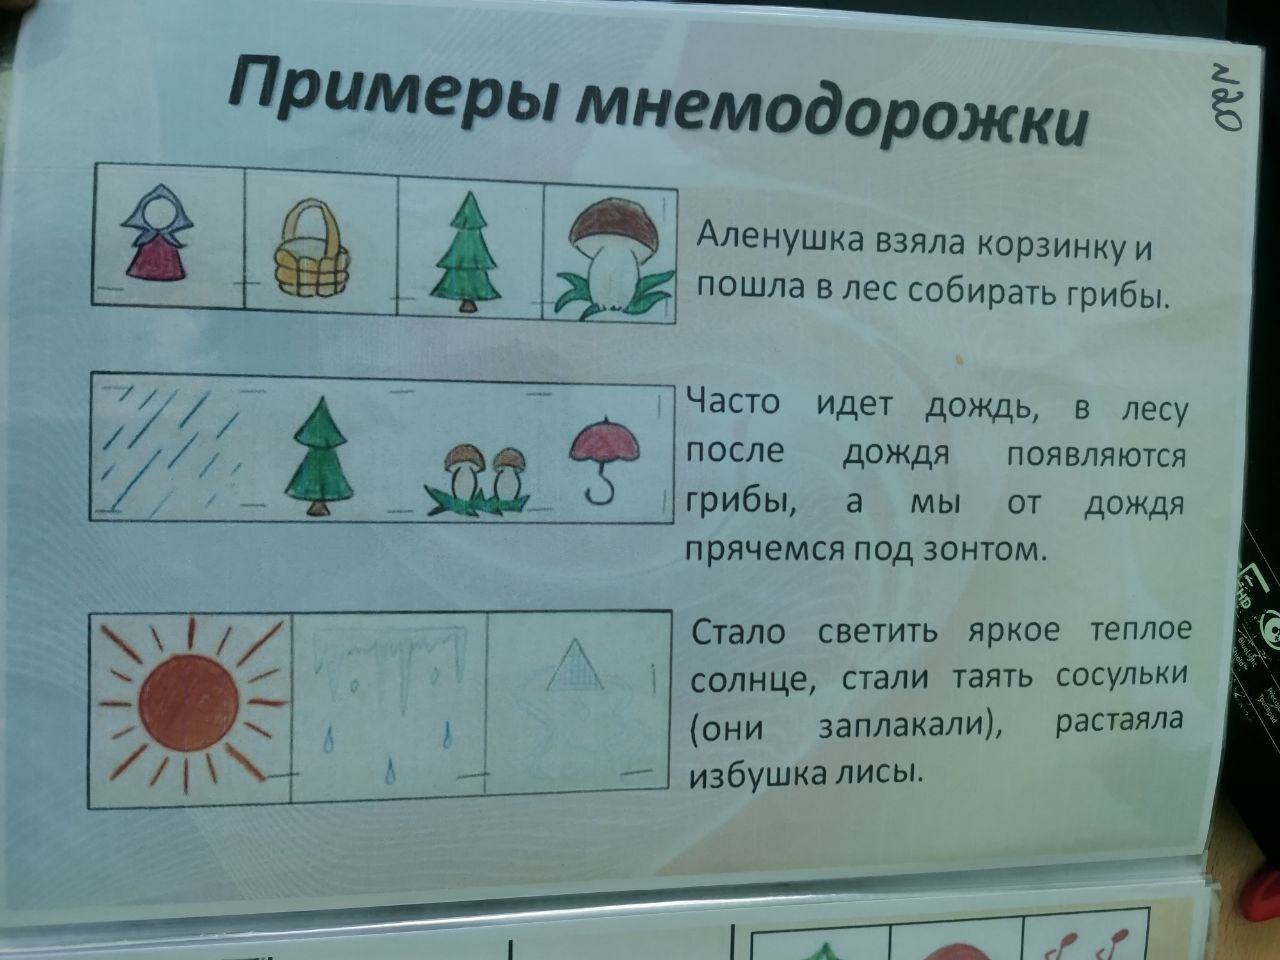 Примеры мнемодорожки
№20
Аленушка взяла корзинку и
пошла в лес собирать грибы.
Часто идет дождь, в лесу
после дождя появляются
грибы, а мы от дождя
прячемся под зонтом.
Стало светить яркое теплое
солнце, стали таять сосульки
(они заплакали), растаяла
избушка лисы.